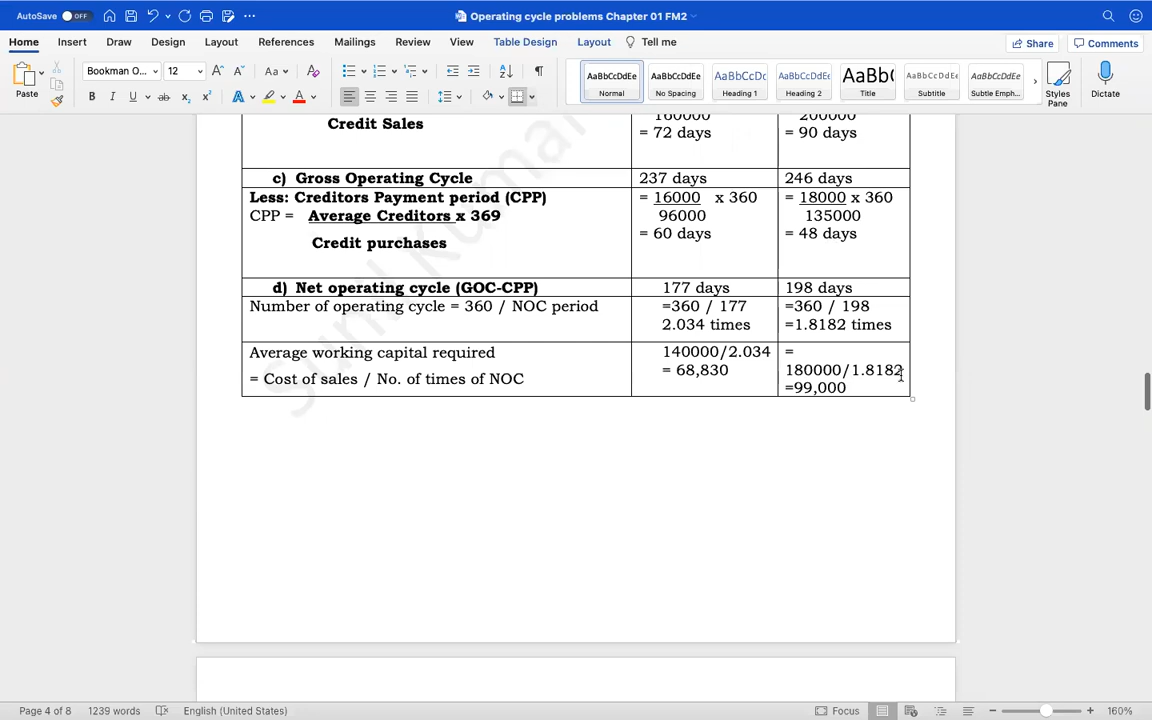 AutoSave OFF
Operating cycle problems Chapter 01 FM2
Home Insert Draw Design Layout References Mailings Review View Table Design Layout Tell me Share Comments
Paste
Bookman O... 12
Aa
AaBbCcDdEe
Normal
AaBbCcDdEe
No Spacing
AaBbCcDc
Heading 1
AaBbCcDdEe
Heading 2
AaBb(
Title
AaBbCcDdEe
Subtitle
AaBbCcDdEe
Subtle Emph...
Styles
Pane
Dictate
160000 200000
Credit Sales
= 72 days = 90 days
c) Gross Operating Cycle 237 days 246 days
Less: Creditors Payment period (CPP) = 16000 x 360 = 18000 x 360
CPP = Average Creditors x 369 96000 135000
= 60 days = 48 days
Credit purchases
d) Net operating cycle (GOC-CPP) 177 days 198 days
Number of operating cycle = 360 / NOC period =360 / 177 =360 / 198
2.034 times =1.8182 times
Average working capital required 140000/2.034 =
= 68,830 180000/1.8182
= Cost of sales / No. of times of NOC =99,000
Sunil Kumar
Page 4 of 8 1239 words English (United States) Focus 160%